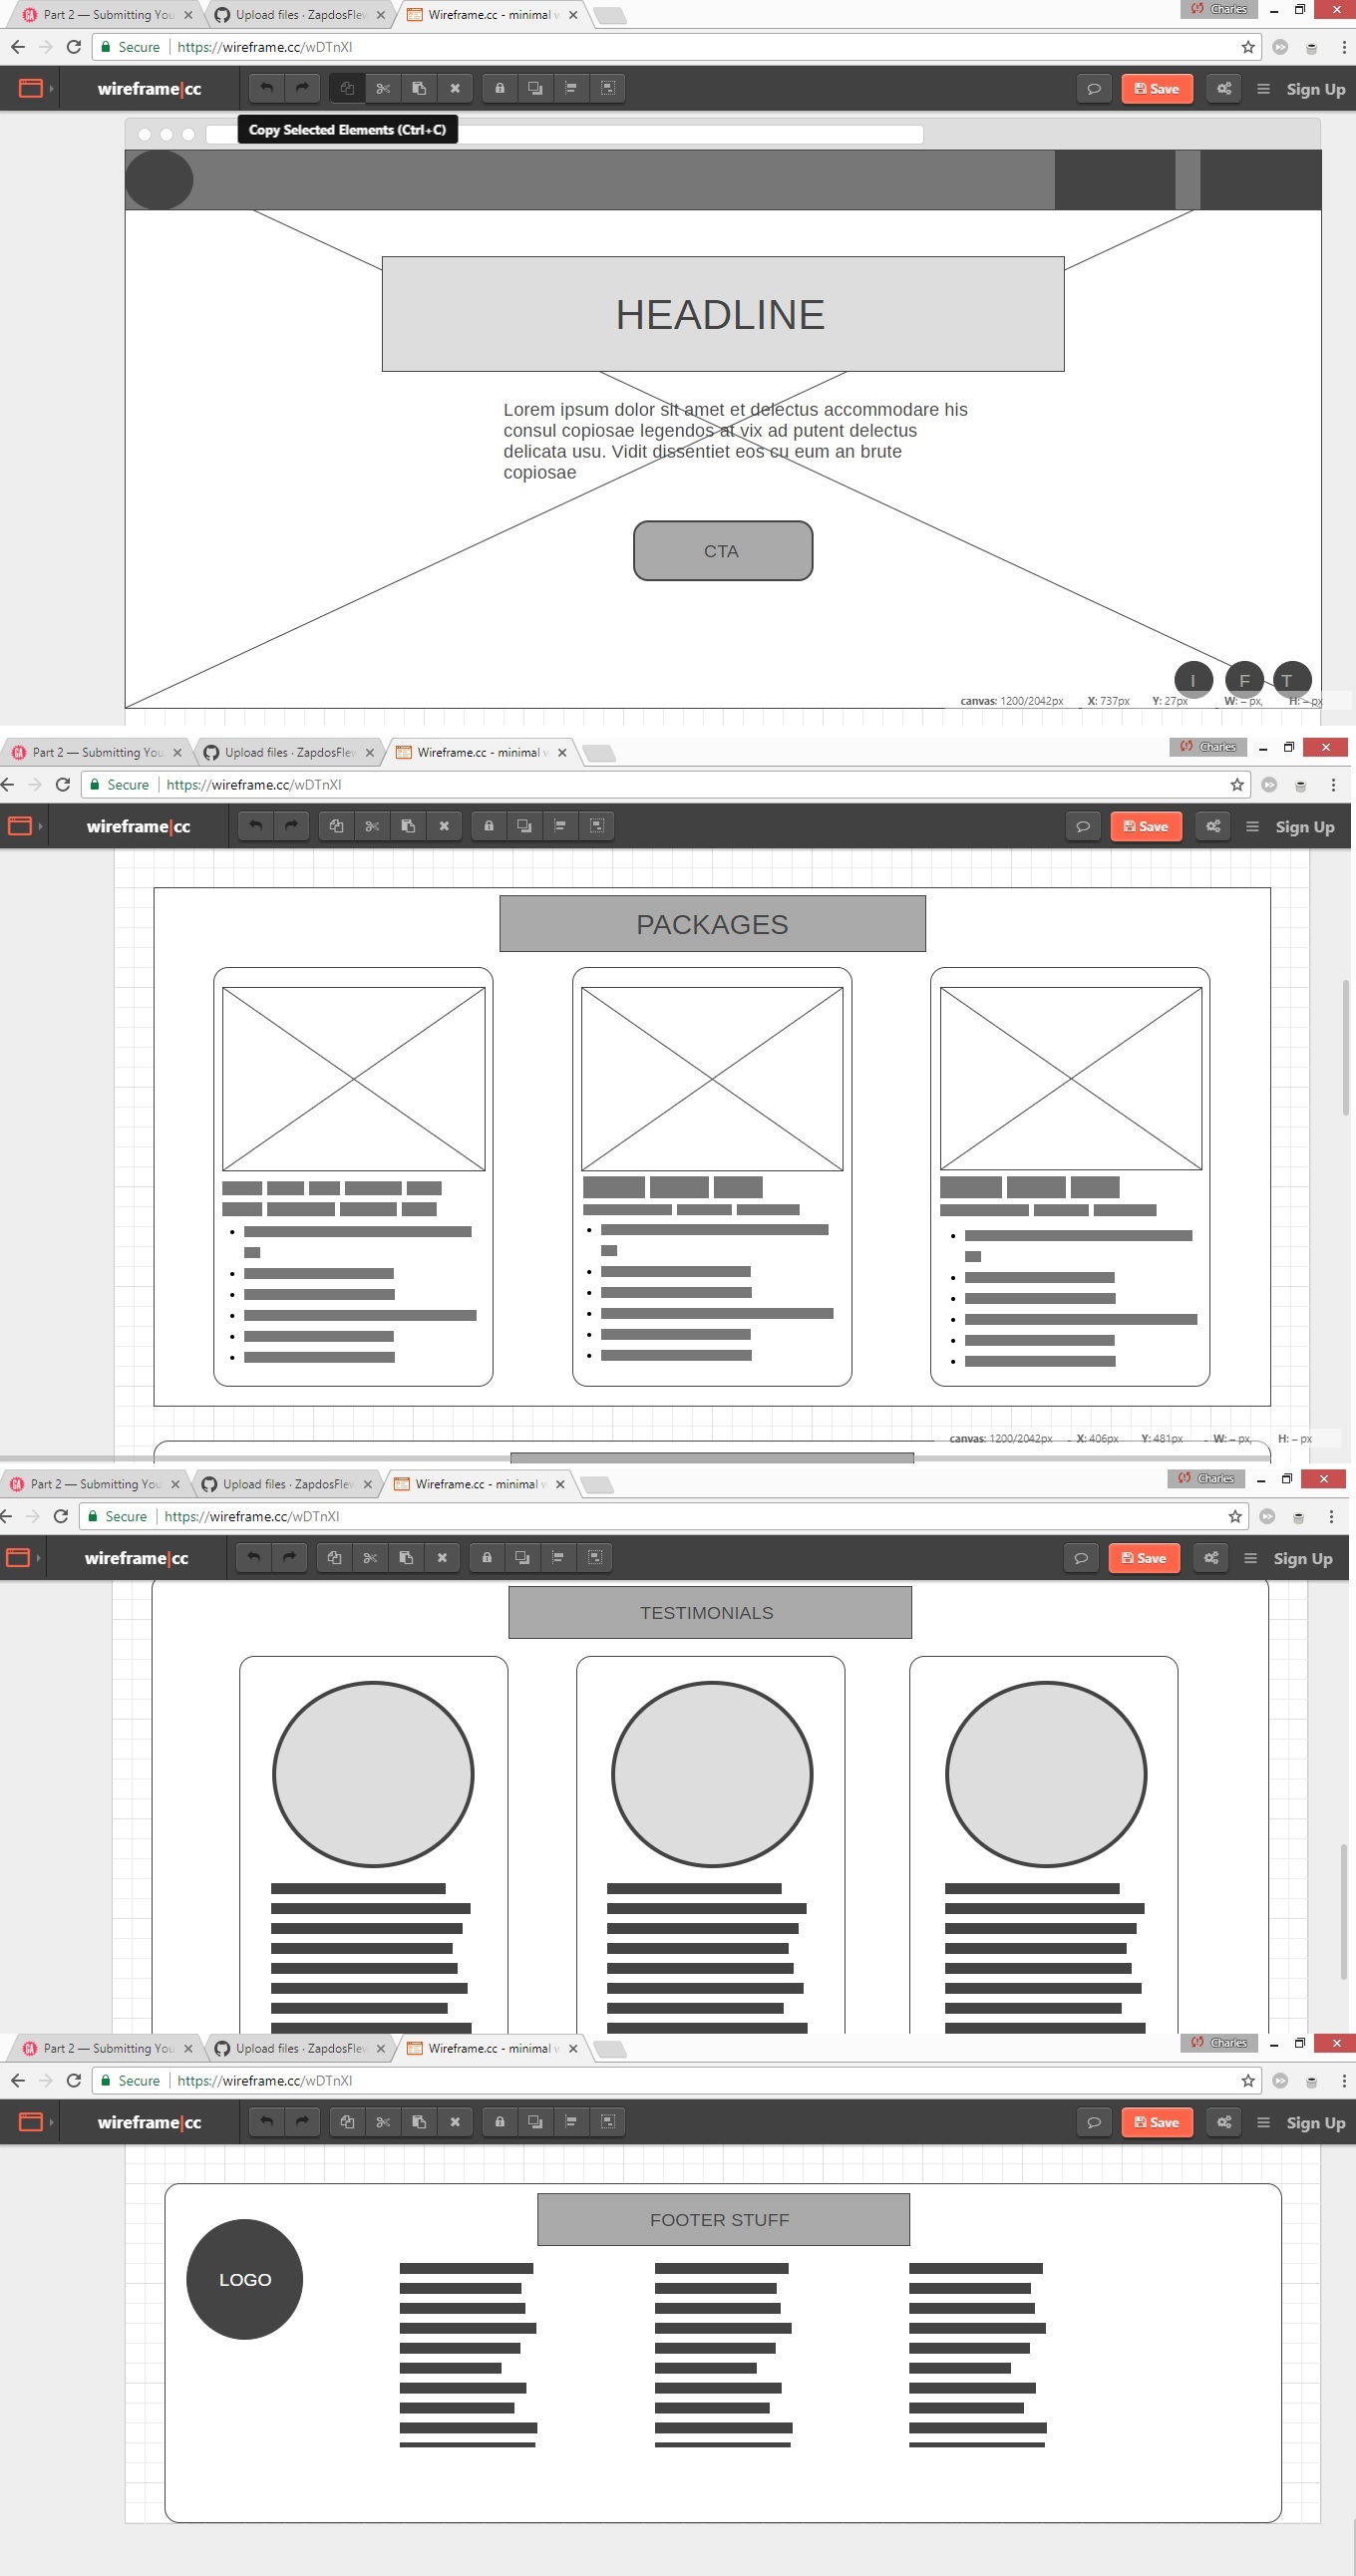 Part 2 — Submitting You
Upload files · ZapdosFlew
Wireframe.cc - minimal w
Charles
Secure
https://wireframe.cc/wDTnXI
wireframe|cc
Save
Sign Up
Copy Selected Elements (Ctrl+C)
HEADLINE
Lorem ipsum dolor sit amet et delectus accommodare his
consul copiosae legendos at vix ad putent delectus
delicata usu. Vidit dissentiet eos cu eum an brute
copiosae
CTA
I F T
canvas: 1200/2042px X: 737px Y: 27px W: – px, H: – px
Part 2 — Submitting You
Upload files · ZapdosFlew
Wireframe.cc - minimal w
Charles
Secure
https://wireframe.cc/wDTnXI
wireframe|cc
Save
Sign Up
PACKAGES
canvas: 1200/2042px X: 406px Y: 481px W: – px, H: – px
Part 2 — Submitting You
Upload files · ZapdosFlew
Wireframe.cc - minimal w
Charles
Secure
https://wireframe.cc/wDTnXI
wireframe|cc
Save
Sign Up
TESTIMONIALS
Part 2 — Submitting You
Upload files · ZapdosFlew
Wireframe.cc - minimal w
Charles
Secure
https://wireframe.cc/wDTnXI
wireframe|cc
Save
Sign Up
FOOTER STUFF
LOGO